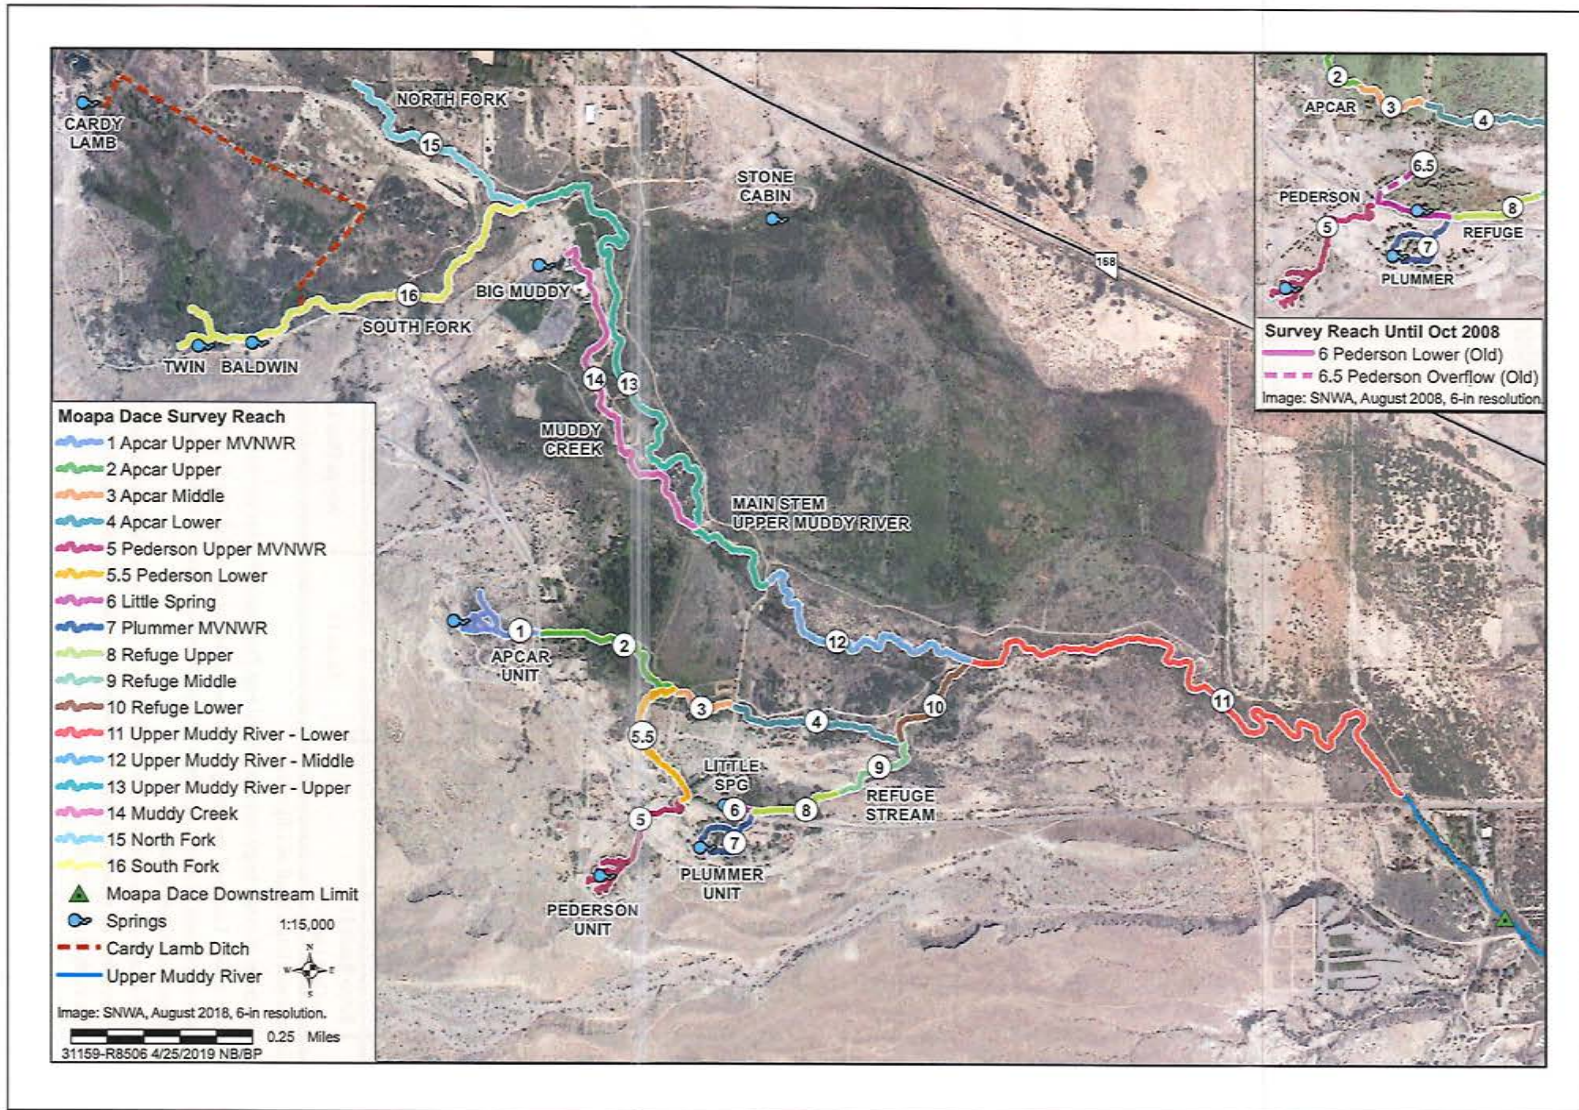 NORTH FORK
CARDY
LAMB
15
STONE
CABIN
168
BIG MUDDY
16
SOUTH FORK
TWIN
BALDWIN
14
13
MUDDY
CREEK
MAIN STEM
UPPER MUDDY RIVER
1
2
APCAR
UNIT
12
3
4
10
11
5.5
9
LITTLE
SPG
6
8
REFUGE
STREAM
5
7
PLUMMER
UNIT
PEDERSON
UNIT
2
APCAR
3
4
6.5
PEDERSON
8
5
REFUGE
7
PLUMMER
Survey Reach Until Oct 2008
6 Pederson Lower (Old)
6.5 Pederson Overflow (Old)
Image: SNWA, August 2008, 6-in resolution.
Moapa Dace Survey Reach
1 Apcar Upper MVNWR
2 Apcar Upper
3 Apcar Middle
4 Apcar Lower
5 Pederson Upper MVNWR
5.5 Pederson Lower
6 Little Spring
7 Plummer MVNWR
8 Refuge Upper
9 Refuge Middle
10 Refuge Lower
11 Upper Muddy River - Lower
12 Upper Muddy River - Middle
13 Upper Muddy River - Upper
14 Muddy Creek
15 North Fork
16 South Fork
Moapa Dace Downstream Limit
Springs
1:15,000
Cardy Lamb Ditch
Upper Muddy River
N
W E
S
Image: SNWA, August 2018, 6-in resolution.
0.25 Miles
31159-R8506 4/25/2019 NB/BP